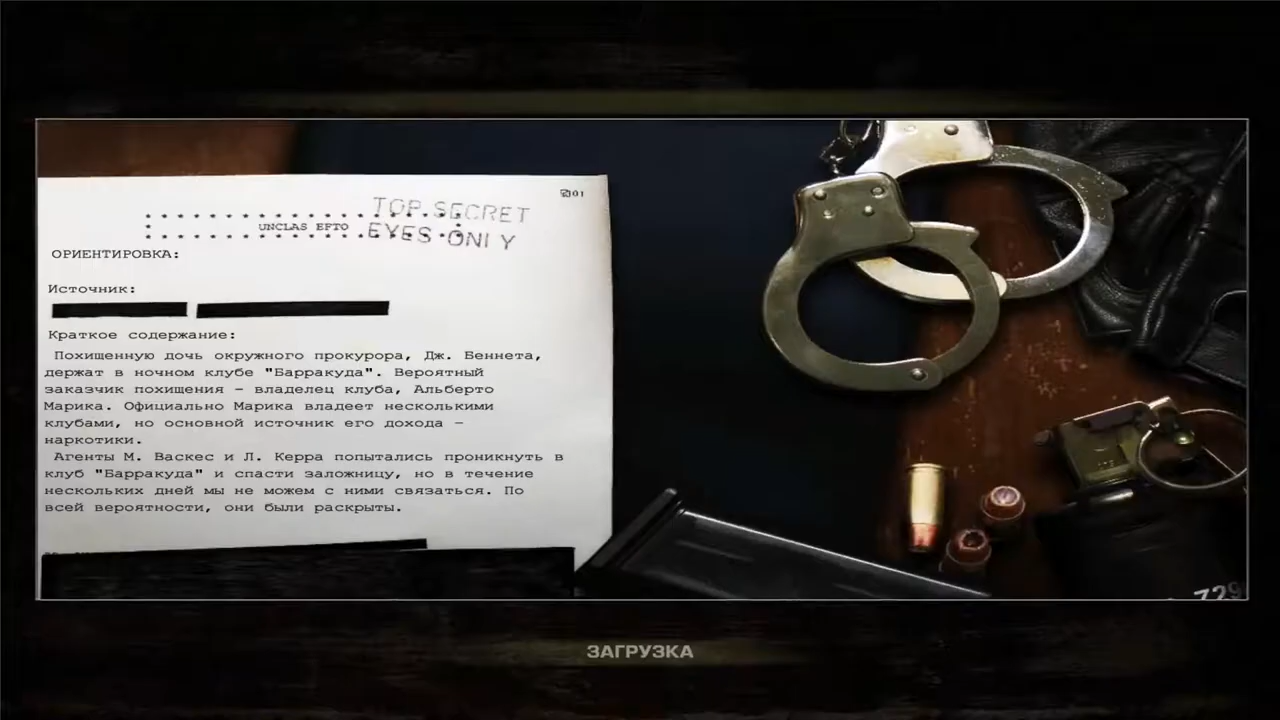 TOP SECRET
UNCLAS EFTO
EYES ONLY
ОРИЕНТИРОВКА:
Источник:
Краткое содержание:
Похищенную дочь окружного прокурора, Дж. Беннета,
держат в ночном клубе "Барракуда". Вероятный
заказчик похищения - владелец клуба, Альберто
Марика. Официально Марика владеет несколькими
клубами, но основной источник его дохода -
наркотики.
Агенты М. Васкес и Л. Керра попытались проникнуть в
клуб "Барракуда" и спасти заложницу, но в течение
нескольких дней мы не можем с ними связаться. По
всей вероятности, они были раскрыты.
729
ЗАГРУЗКА